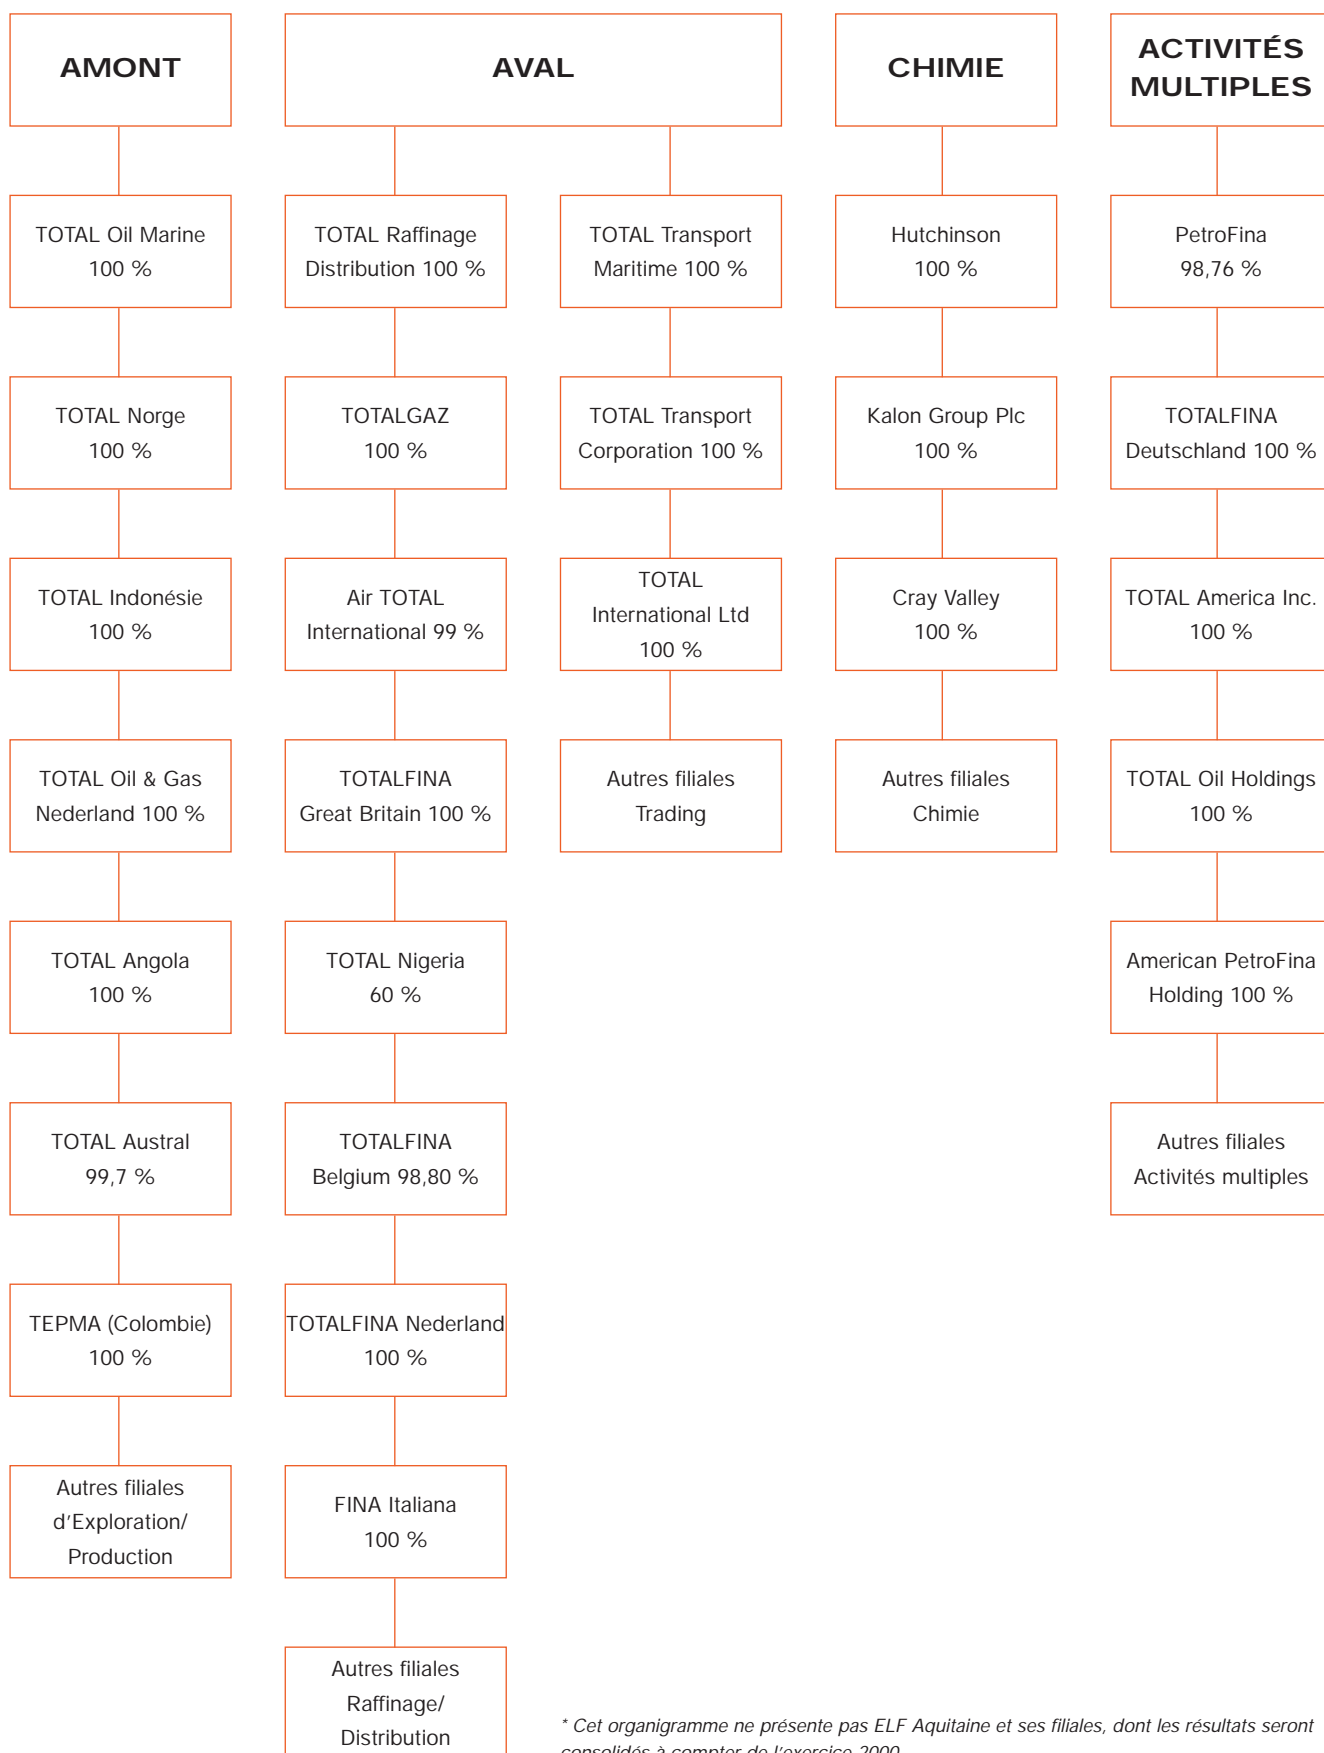 AMONT
TOTAL Oil Marine
100 %
TOTAL Norge
100 %
TOTAL Indonésie
100 %
TOTAL Oil & Gas
Nederland 100 %
TOTAL Angola
100 %
TOTAL Austral
99,7 %
TEPMA (Colombie)
100 %
Autres filiales
d'Exploration/
Production
AVAL
TOTAL Raffinage
Distribution 100 %
TOTALGAZ
100 %
Air TOTAL
International 99 %
TOTALFINA
Great Britain 100 %
TOTAL Nigeria
60 %
TOTALFINA
Belgium 98,80 %
TOTALFINA Nederland
100 %
FINA Italiana
100 %
Autres filiales
Raffinage/
Distribution
TOTAL Transport
Maritime 100 %
TOTAL Transport
Corporation 100 %
TOTAL
International Ltd
100 %
Autres filiales
Trading
CHIMIE
Hutchinson
100 %
Kalon Group Plc
100 %
Cray Valley
100 %
Autres filiales
Chimie
ACTIVITÉS
MULTIPLES
PetroFina
98,76 %
TOTALFINA
Deutschland 100 %
TOTAL America Inc.
100 %
TOTAL Oil Holdings
100 %
American PetroFina
Holding 100 %
Autres filiales
Activités multiples
* Cet organigramme ne présente pas ELF Aquitaine et ses filiales, dont les résultats seront
consolidés à compter de l'exercice 2000